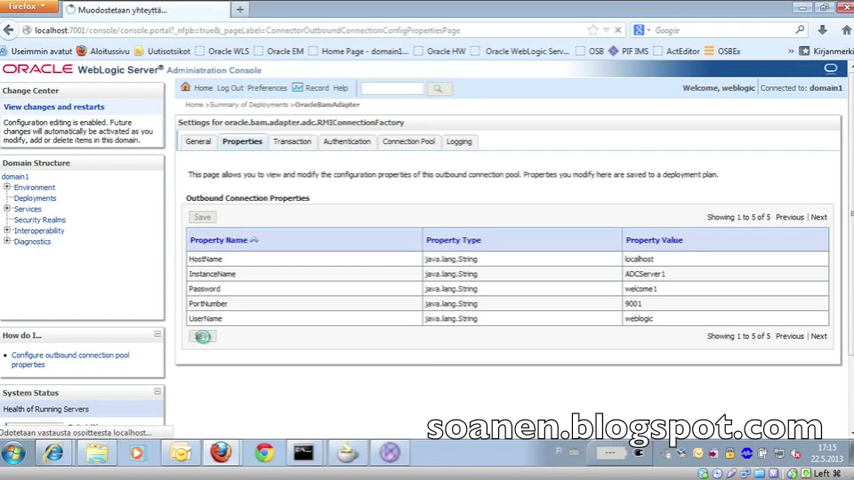 Firefox
Muodostetaan yhteyttä...
localhost:7001/console/console.portal?_nfpb=true&_pageLabel=ConnectorOutboundConnectionConfigPropertiesPage
Google
Useimmin avatut Aloitussivu Uutisotsikot Oracle WLS Oracle EM Home Page - domain1... Oracle HW Oracle WebLogic Serv... OSB PIF IMS ActEditor OSBEx Kirjanmerki
ORACLE WebLogic Server® Administration Console
Change Center
View changes and restarts
Configuration editing is enabled. Future changes will automatically be activated as you modify, add or delete items in this domain.
Domain Structure
domain1
Environment
Deployments
Services
Security Realms
Interoperability
Diagnostics
How do I...
Configure outbound connection pool properties
System Status
Health of Running Servers
Odotetaan vastausta osoitteesta localhost...
Home Log Out Preferences Record Help
Welcome, weblogic Connected to: domain1
Home >Summary of Deployments >OracleBamAdapter
Settings for oracle.bam.adapter.adc.RMIConnectionFactory
General Properties Transaction Authentication Connection Pool Logging
This page allows you to view and modify the configuration properties of this outbound connection pool. Properties you modify here are saved to a deployment plan.
Outbound Connection Properties
Save
Showing 1 to 5 of 5 Previous | Next
Property Name Property Type Property Value
HostName java.lang.String localhost
InstanceName java.lang.String ADCServer1
Password java.lang.String welcome1
PortNumber java.lang.String 9001
UserName java.lang.String weblogic
Showing 1 to 5 of 5 Previous | Next
soanen.blogspot.com
FI
17:15
22.5.2013
Left